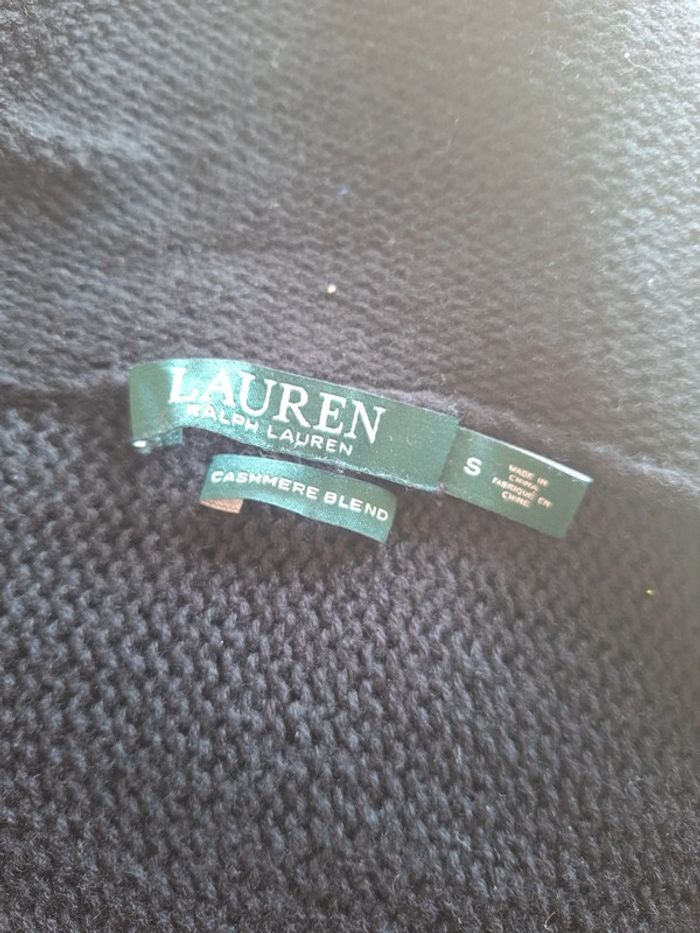 LAUREN
RALPH LAUREN
CASHMERE BLEND
S
MADE IN
CHINA
FABRIQUÉ EN
CHINE